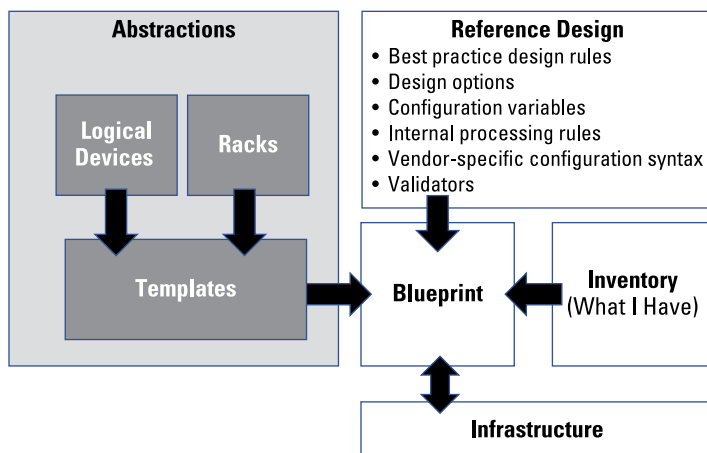 Abstractions
Logical
Devices
Racks
Templates
Reference Design
• Best practice design rules
• Design options
• Configuration variables
• Internal processing rules
• Vendor-specific configuration syntax
• Validators
Blueprint
Inventory
(What I Have)
Infrastructure